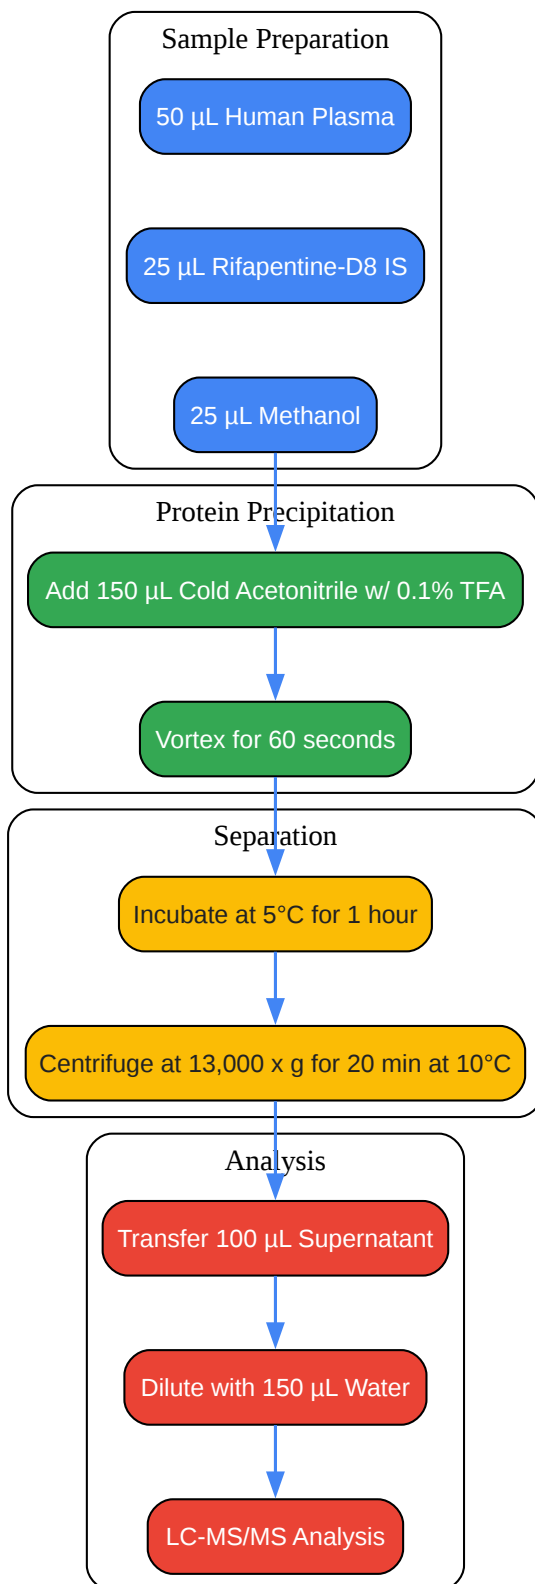 Sample Preparation
50 µL Human Plasma
25 µL Rifapentine-D8 IS
25 µL Methanol
Protein Precipitation
Add 150 µL Cold Acetonitrile w/ 0.1% TFA
Vortex for 60 seconds
Separation
Incubate at 5°C for 1 hour
Centrifuge at 13,000 x g for 20 min at 10°C
Analysis
Transfer 100 µL Supernatant
Dilute with 150 µL Water
LC-MS/MS Analysis